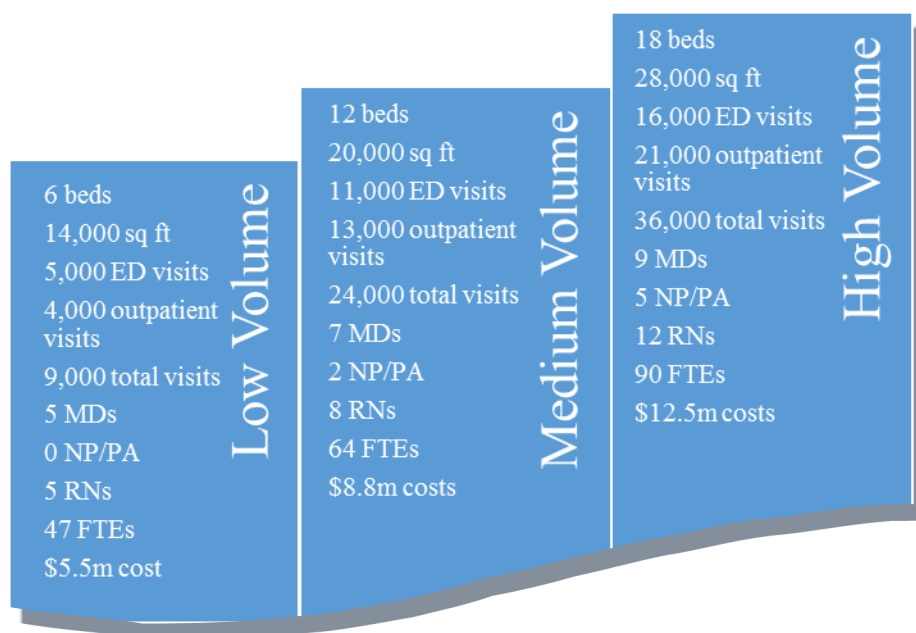 6 beds
14,000 sq ft
5,000 ED visits
4,000 outpatient
visits
9,000 total visits
5 MDs
0 NP/PA
5 RNs
47 FTEs
$5.5m cost
Low Volume
12 beds
20,000 sq ft
11,000 ED visits
13,000 outpatient
visits
24,000 total visits
7 MDs
2 NP/PA
8 RNs
64 FTEs
$8.8m costs
Medium Volume
18 beds
28,000 sq ft
16,000 ED visits
21,000 outpatient
visits
36,000 total visits
9 MDs
5 NP/PA
12 RNs
90 FTEs
$12.5m costs
High Volume